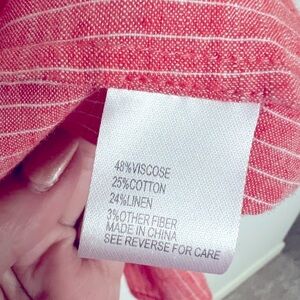 48%VISCOSE
25%COTTON
24%LINEN
3%OTHER FIBER
MADE IN CHINA
SEE REVERSE FOR CARE